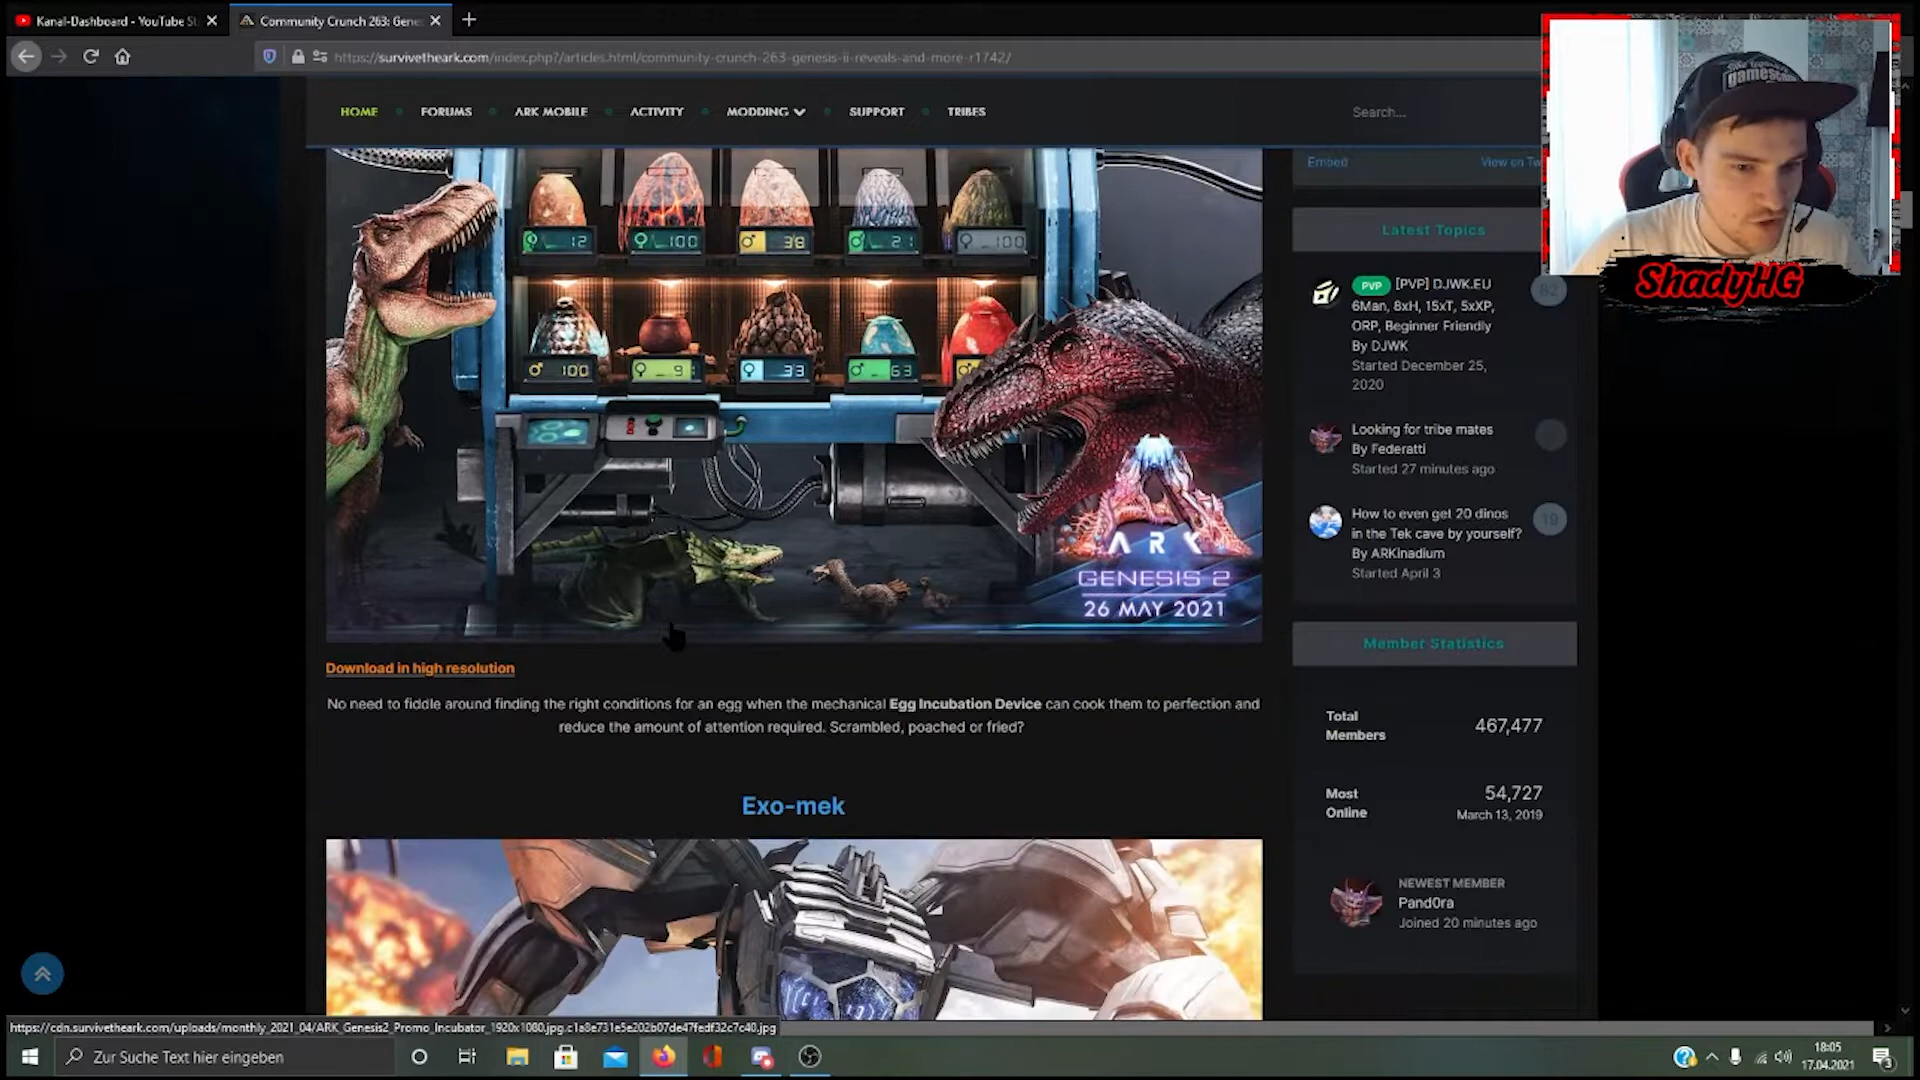 Kanal-Dashboard - YouTube St
Community Crunch 263: Gene
https://survivetheark.com/index.php?/articles.html/community-crunch-263-genesis-ii-reveals-and-more-r1742/
HOME
FORUMS
ARK MOBILE
ACTIVITY
MODDING
SUPPORT
TRIBES
Search...
gamescom
ShadyHG
12
100
38
21
100
100
9
33
63
ARK
GENESIS 2
26 MAY 2021
Download in high resolution
No need to fiddle around finding the right conditions for an egg when the mechanical Egg Incubation Device can cook them to perfection and
reduce the amount of attention required. Scrambled, poached or fried?
Exo-mek
Embed
View on Tw
Latest Topics
PVP [PVP] DJWK.EU
6Man, 8xH, 15xT, 5xXP,
ORP, Beginner Friendly
By DJWK
Started December 25,
2020
82
Looking for tribe mates
By Federatti
Started 27 minutes ago
How to even get 20 dinos
in the Tek cave by yourself?
By ARKinadium
Started April 3
19
Member Statistics
Total
Members
467,477
Most
Online
54,727
March 13, 2019
NEWEST MEMBER
Pand0ra
Joined 20 minutes ago
https://cdn.survivetheark.com/uploads/monthly_2021_04/ARK_Genesis2_Promo_Incubator_1920x1080.jpg.c1a8e731e5e202b07de47fedf32c7c40.jpg
Zur Suche Text hier eingeben
18:05
17.04.2021
3